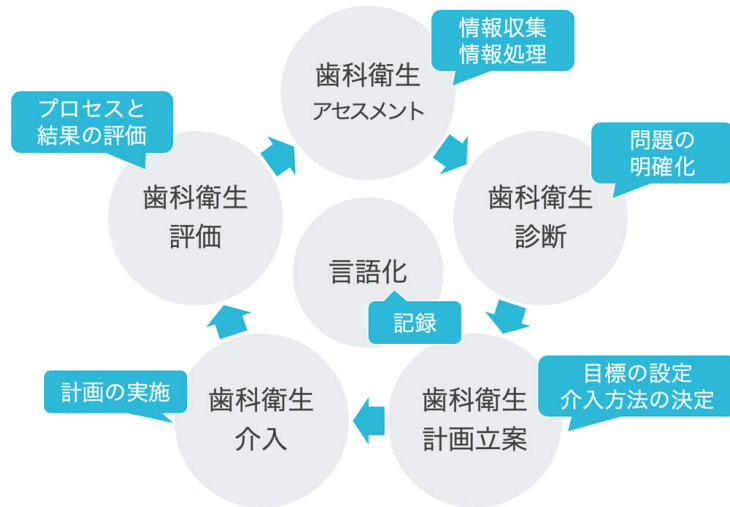 情報収集
情報処理
歯科衛生
アセスメント
プロセスと
結果の評価
問題の
明確化
歯科衛生
評価
歯科衛生
診断
言語化
記録
計画の実施
歯科衛生
介入
歯科衛生
計画立案
目標の設定
介入方法の決定